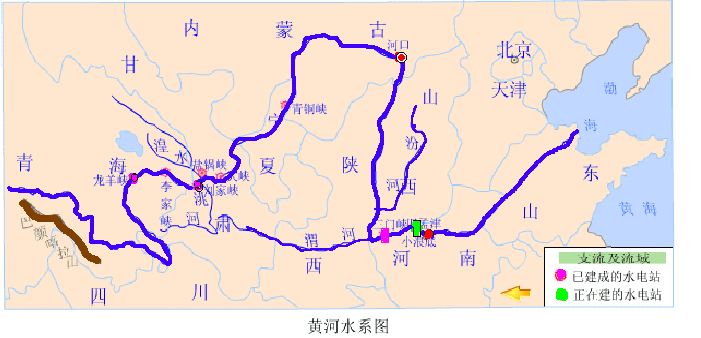 内 蒙 古
河口
甘
北京
天津
渤
海
山
青铜峡
宁
汾
河
湟 水
盐锅峡
青 海
夏
陕
西
东
龙羊峡
李家峡
刘家峡
洮
河
肃
山
黄 海
三门峡
孟津
小浪底
渭 河
西
河 南
巴颜喀拉山
四 川
支流及流域
已建成的水电站
正在建的水电站
黄河水系图